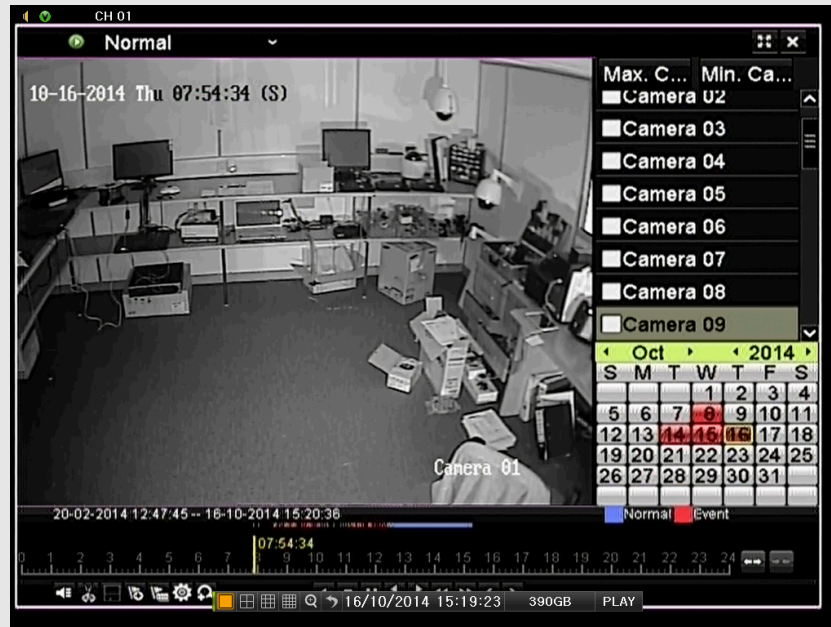 CH 01
Normal
10-16-2014 Thu 07:54:34 (S)
Camera 01
Max. C... Min. Ca...
Camera 02
Camera 03
Camera 04
Camera 05
Camera 06
Camera 07
Camera 08
Camera 09
Oct 2014
S M T W T F S
1 2 3 4
5 6 7 8 9 10 11
12 13 14 15 16 17 18
19 20 21 22 23 24 25
26 27 28 29 30 31
Normal Event
20-02-2014 12:47:45 -- 16-10-2014 15:20:36
07:54:34
0 1 2 3 4 5 6 7 8 9 10 11 12 13 14 15 16 17 18 19 20 21 22 23 24
16/10/2014 15:19:23 390GB PLAY